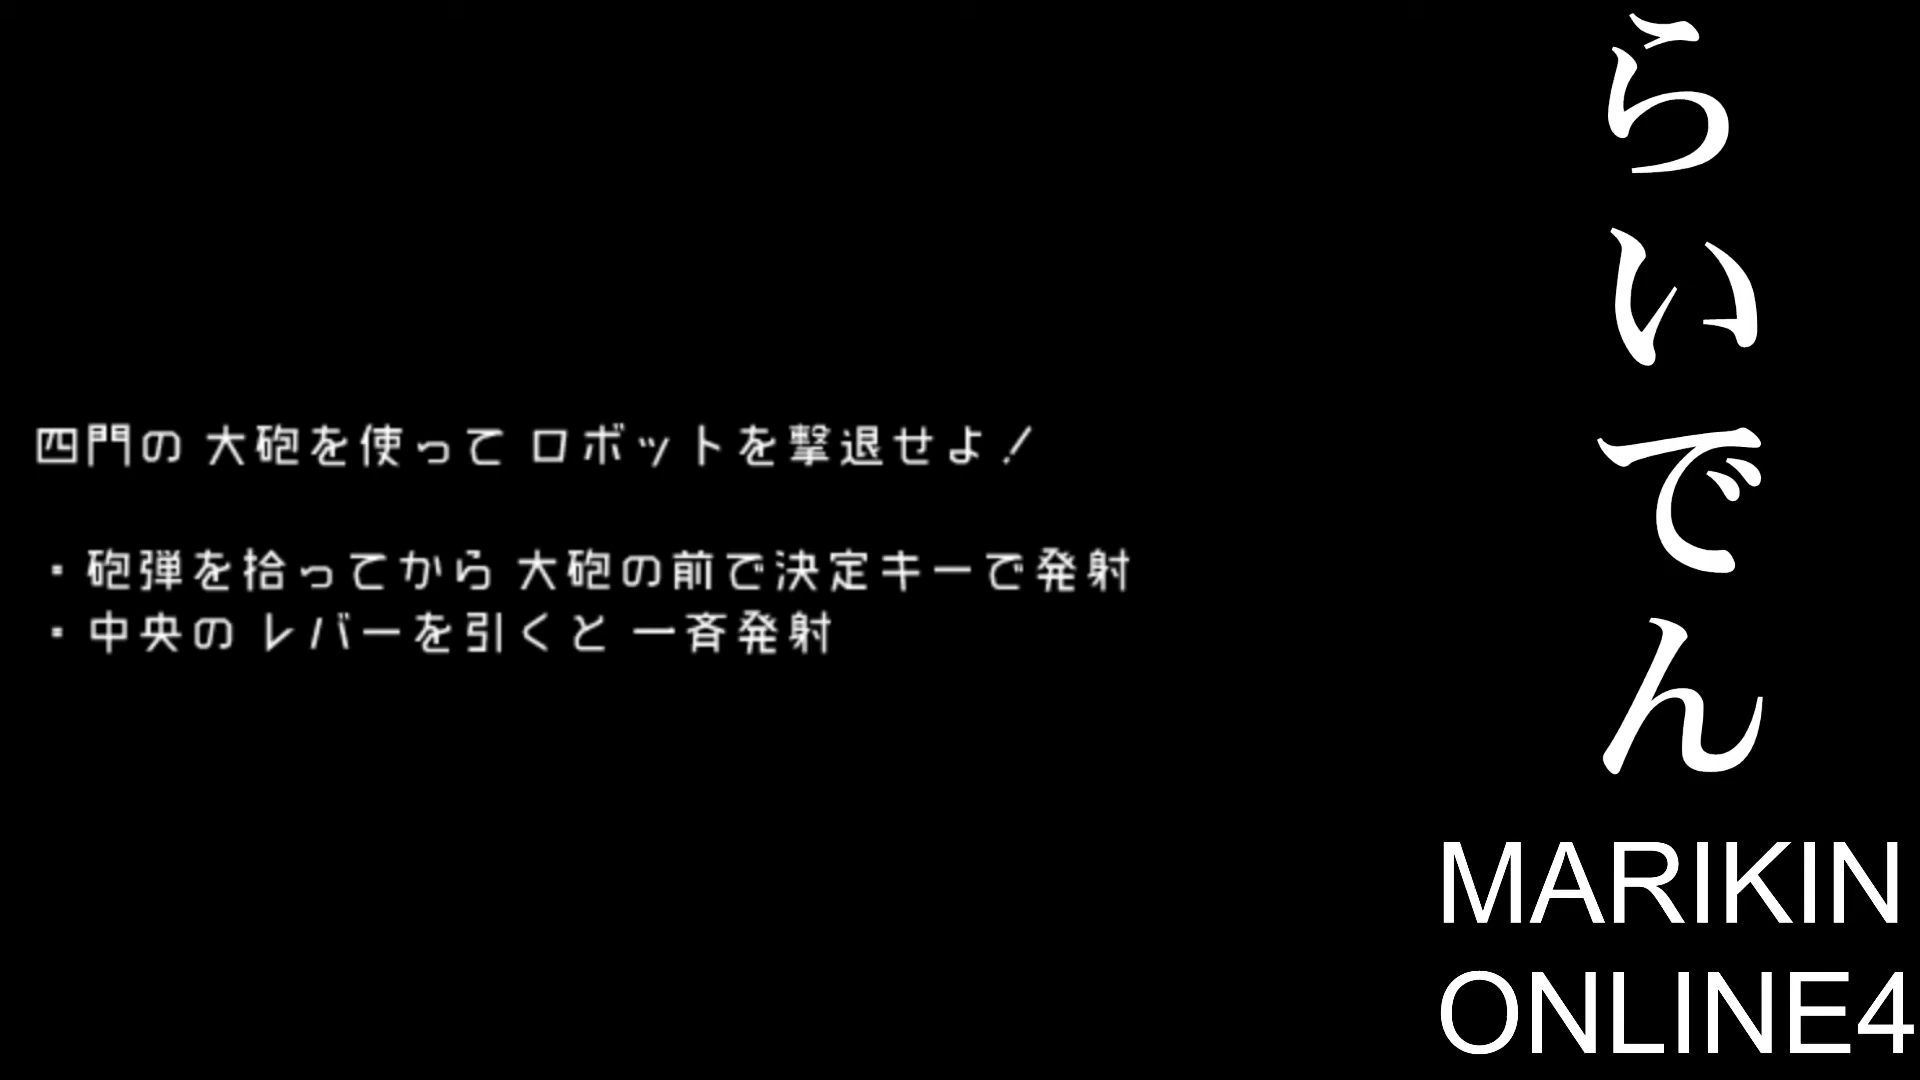 四門の 大砲を使って ロボットを撃退せよ！
・砲弾を拾ってから 大砲の前で決定キーで発射
・中央の レバーを引くと 一斉発射
らいでん
MARIKIN
ONLINE4